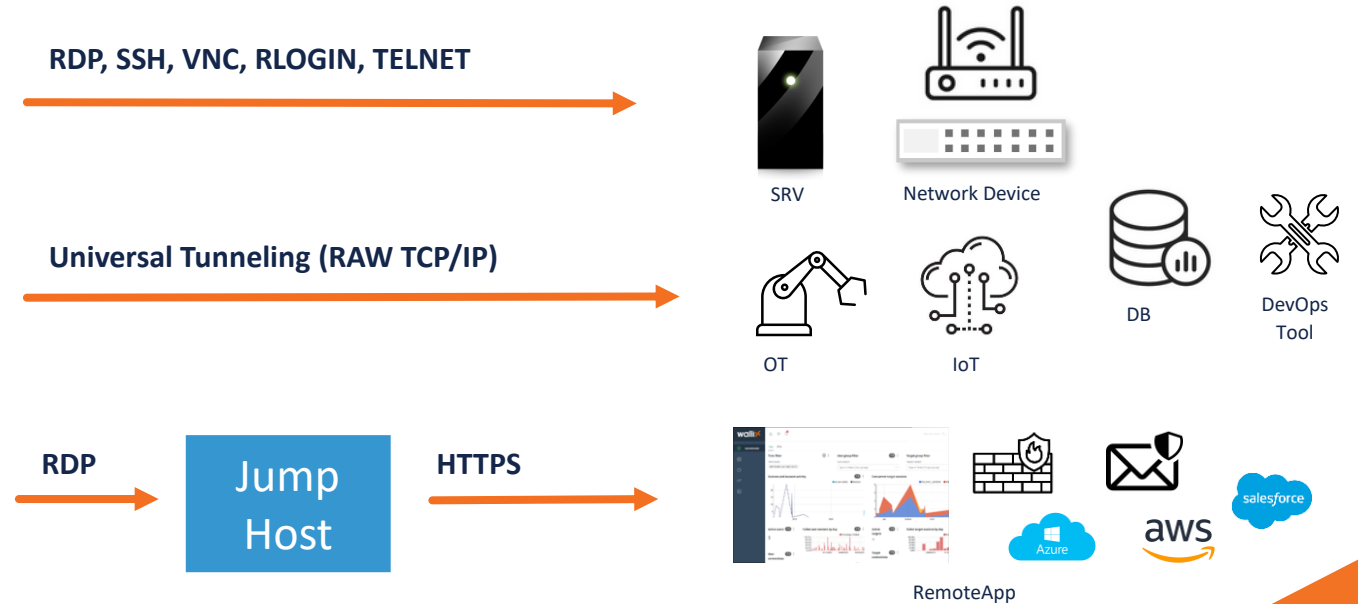 RDP, SSH, VNC, RLOGIN, TELNET
SRV
Network Device
Universal Tunneling (RAW TCP/IP)
OT
IoT
DB
DevOps
Tool
RDP
Jump
Host
HTTPS
wallix
salesforce
Azure
aws
RemoteApp